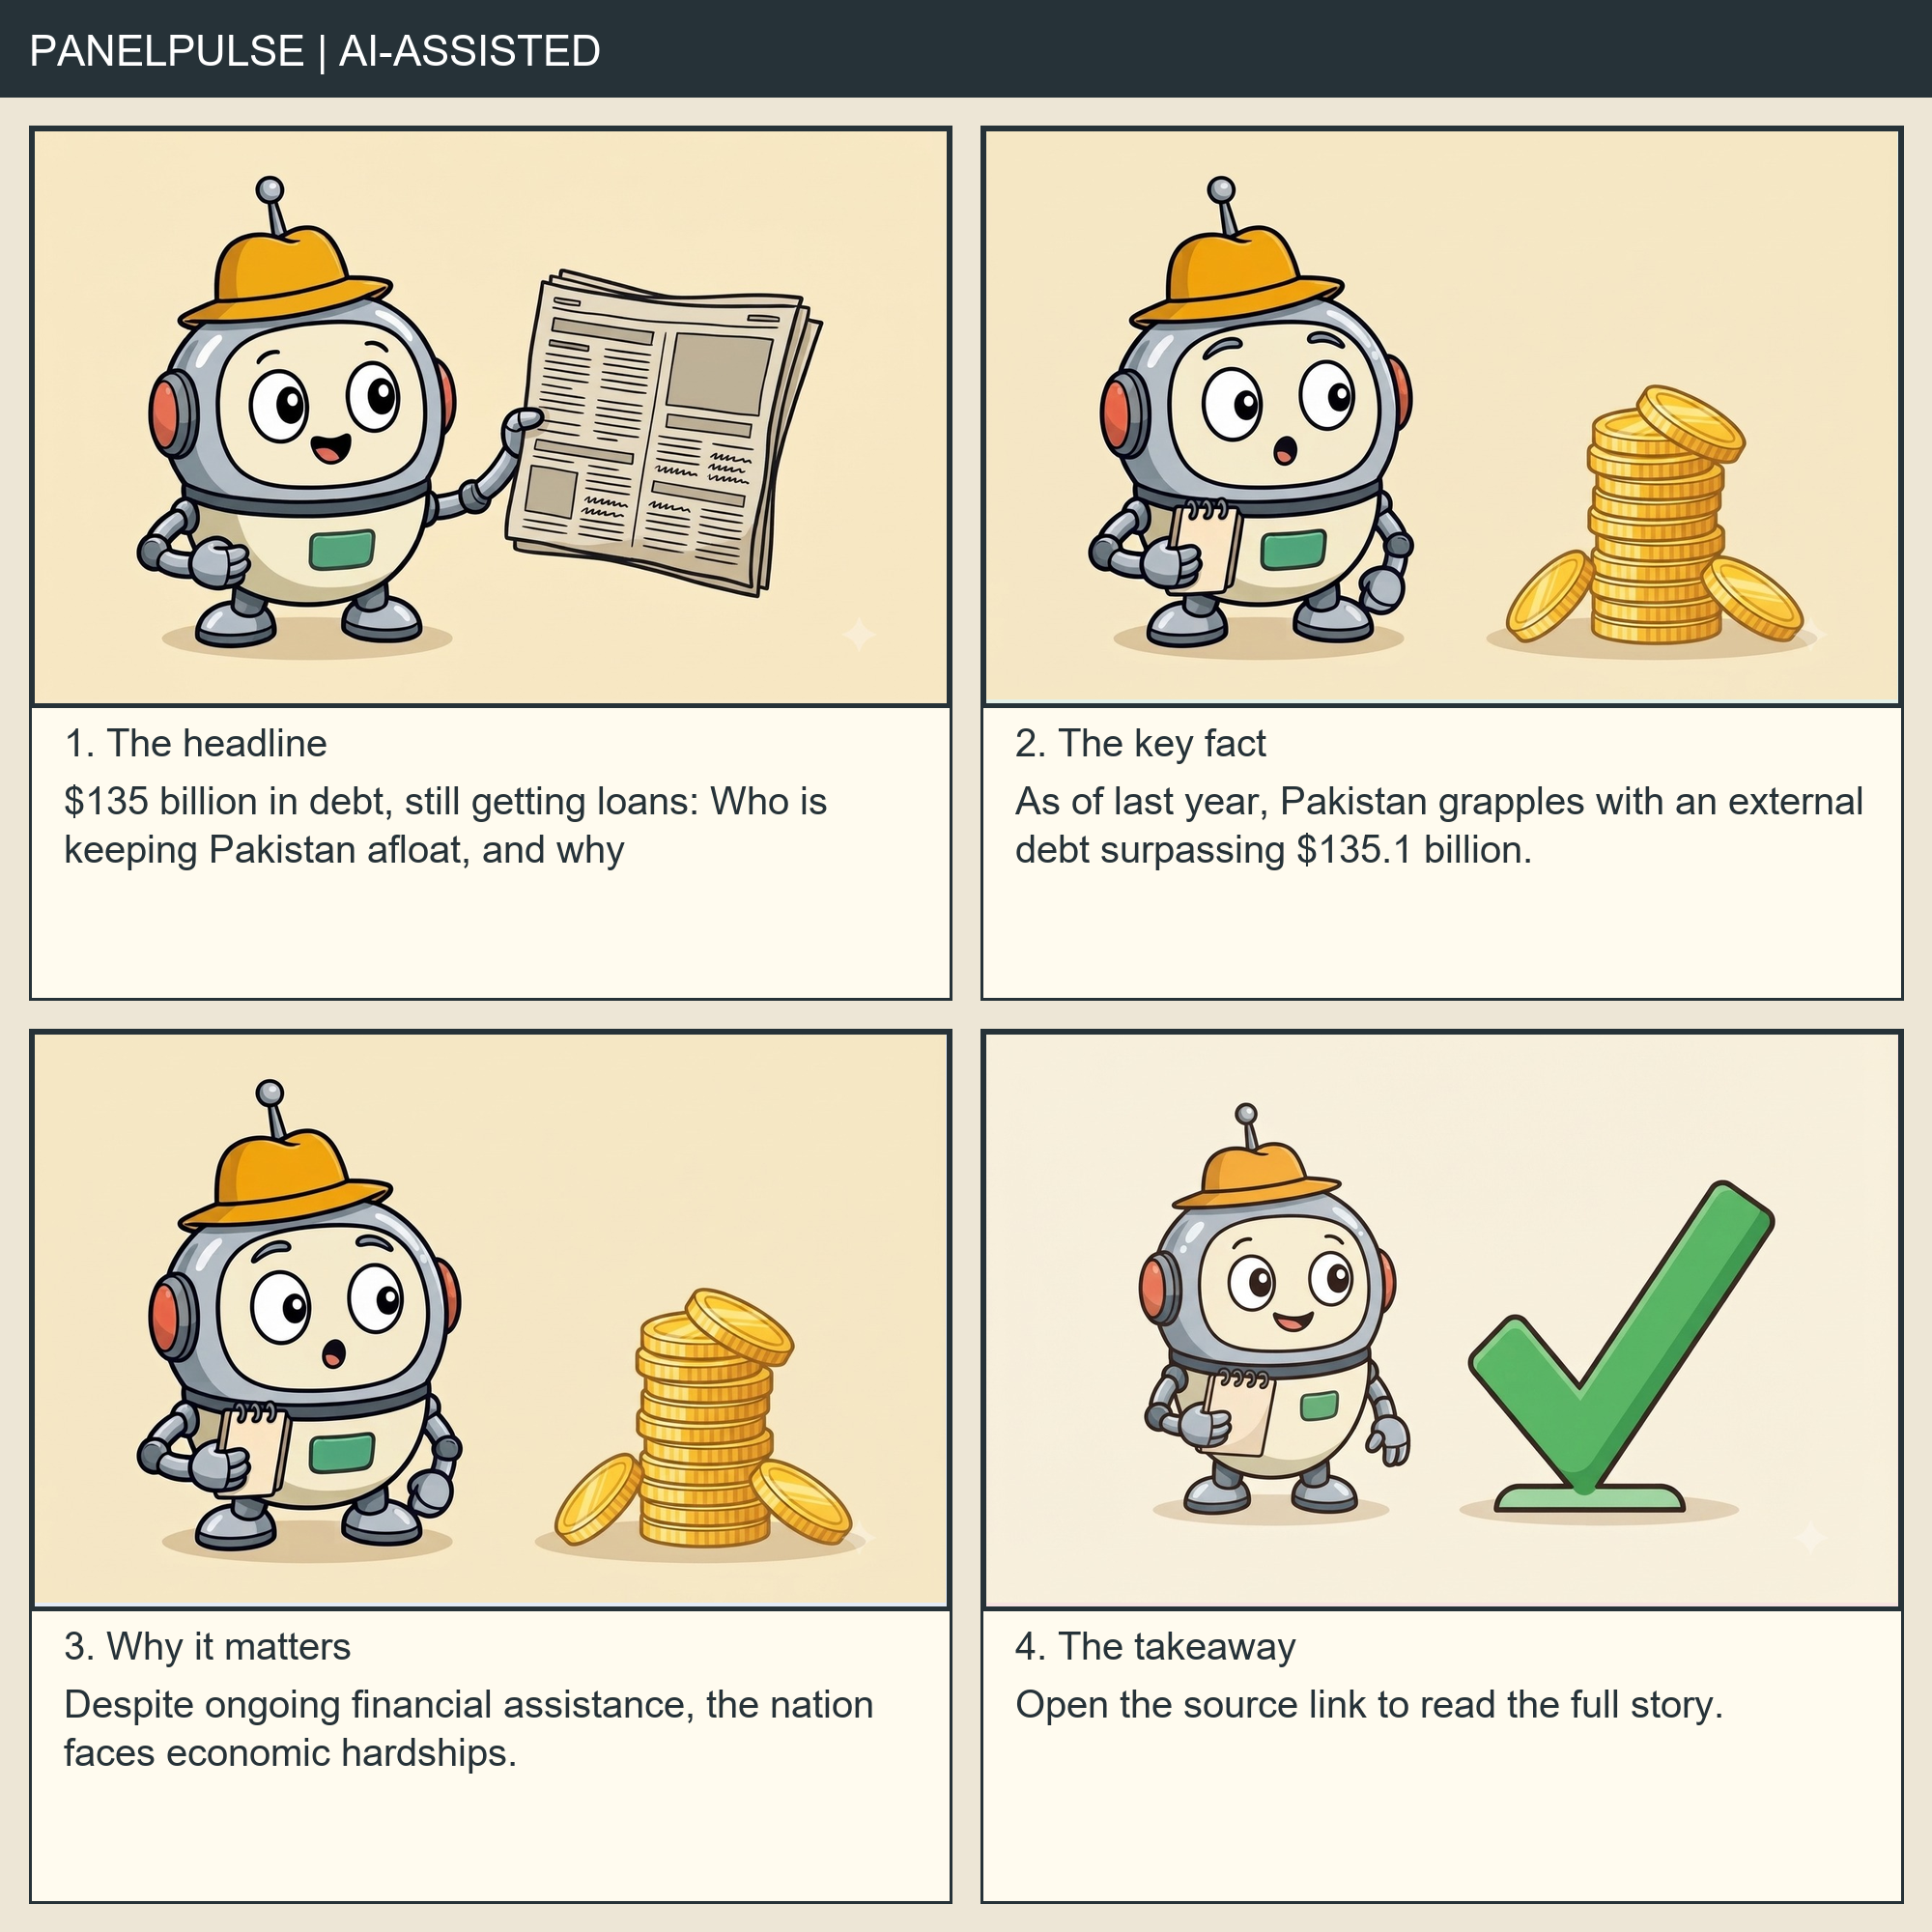 PANELPULSE | AI-ASSISTED
1. The headline
$135 billion in debt, still getting loans: Who is
keeping Pakistan afloat, and why
2. The key fact
As of last year, Pakistan grapples with an external
debt surpassing $135.1 billion.
3. Why it matters
Despite ongoing financial assistance, the nation
faces economic hardships.
4. The takeaway
Open the source link to read the full story.